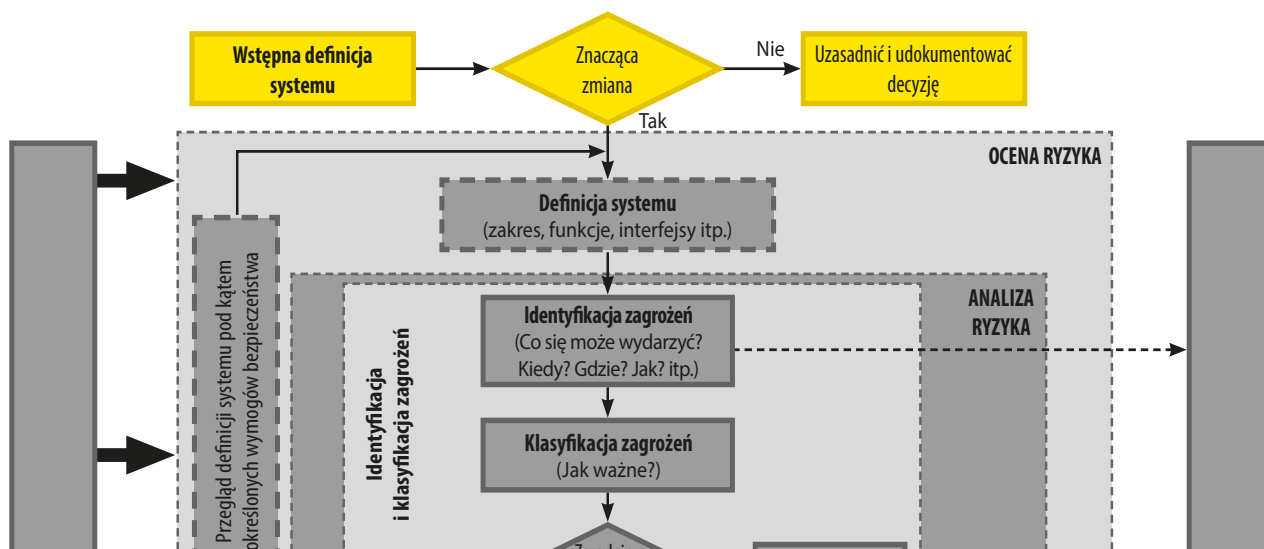 Wstępna definicja
systemu
Znacząca
zmiana
Nie
Uzasadnić i udokumentować
decyzję
Tak
OCENA RYZYKA
Definicja systemu
(zakres, funkcje, interfejsy itp.)
Przegląd definicji systemu pod kątem
określonych wymogów bezpieczeństwa
ANALIZA
RYZYKA
Identyfikacja
i klasyfikacja zagrożeń
Identyfikacja zagrożeń
(Co się może wydarzyć?
Kiedy? Gdzie? Jak? itp.)
Klasyfikacja zagrożeń
(Jak ważne?)